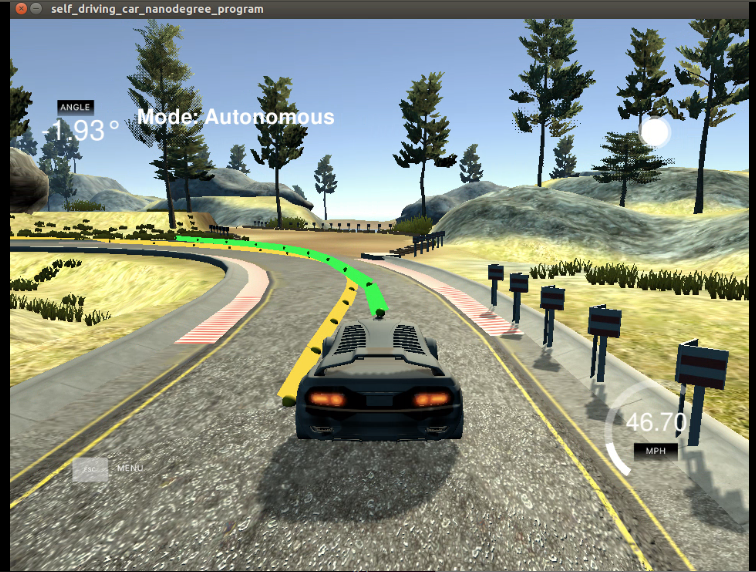 self_driving_car_nanodegree_program
ANGLE
-1.93°
Mode: Autonomous
46.70
MPH
MENU